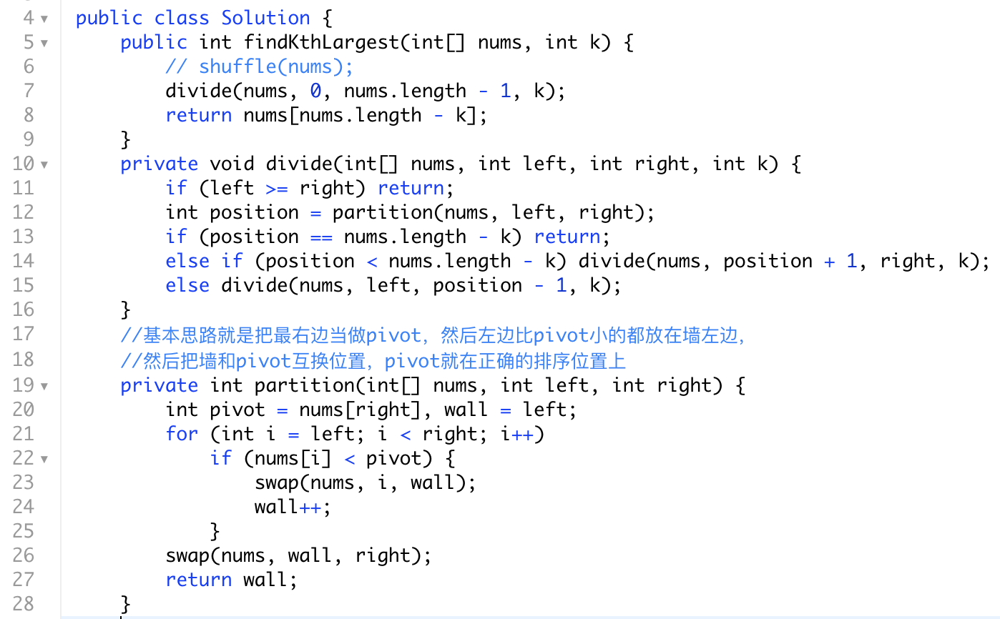 4 public class Solution {
5     public int findKthLargest(int[] nums, int k) {
6         // shuffle(nums);
7         divide(nums, 0, nums.length - 1, k);
8         return nums[nums.length - k];
9     }
10     private void divide(int[] nums, int left, int right, int k) {
11         if (left >= right) return;
12         int position = partition(nums, left, right);
13         if (position == nums.length - k) return;
14         else if (position < nums.length - k) divide(nums, position + 1, right, k);
15         else divide(nums, left, position - 1, k);
16     }
17     //基本思路就是把最右边当做pivot，然后左边比pivot小的都放在墙左边，
18     //然后把墙和pivot互换位置，pivot就在正确的排序位置上
19     private int partition(int[] nums, int left, int right) {
20         int pivot = nums[right], wall = left;
21         for (int i = left; i < right; i++)
22             if (nums[i] < pivot) {
23                 swap(nums, i, wall);
24                 wall++;
25             }
26         swap(nums, wall, right);
27         return wall;
28     }